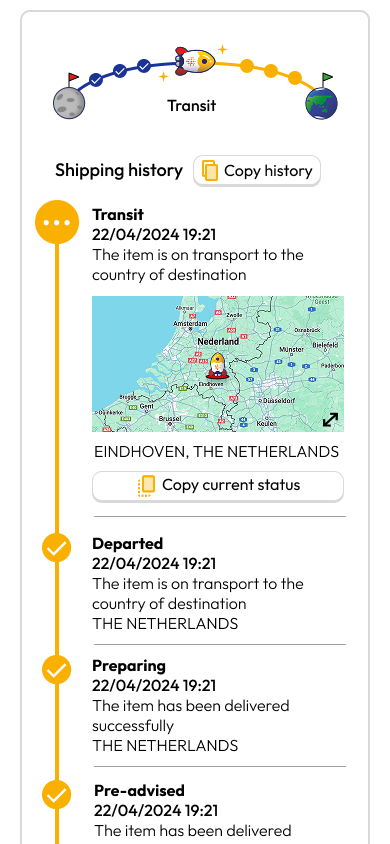 Transit
Shipping history
Copy history
Transit
22/04/2024 19:21
The item is on transport to the
country of destination
Alkmaar
Zwolle
Amsterdam
Osnabrück
Nederland
Münster
Bielefeld
Paderborn
Eindhoven
Brugge
Gent
Düsseldorf
Brussel
Keulen
EINDHOVEN, THE NETHERLANDS
Copy current status
Departed
22/04/2024 19:21
The item is on transport to the
country of destination
THE NETHERLANDS
Preparing
22/04/2024 19:21
The item has been delivered
successfully
THE NETHERLANDS
Pre-advised
22/04/2024 19:21
The item has been delivered